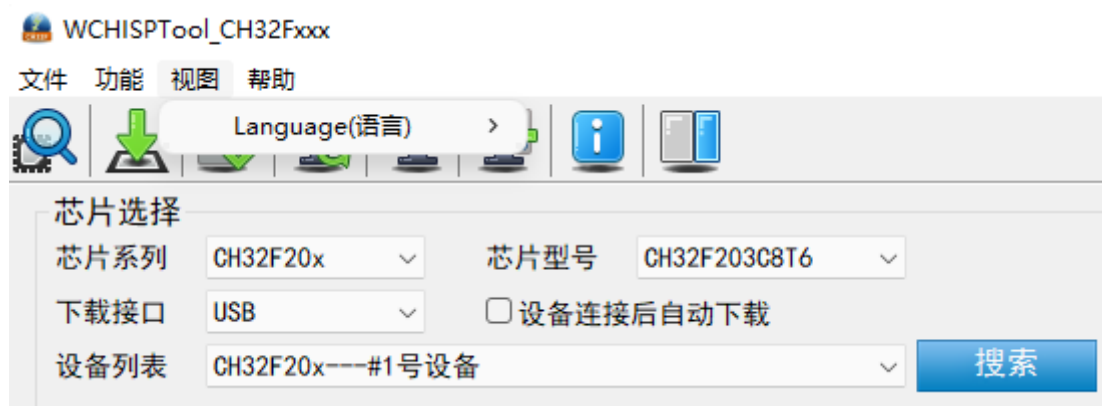 WCHISPTool_CH32Fxxx
文件 功能 视图 帮助
Language(语言)
芯片选择
芯片系列 CH32F20x 芯片型号 CH32F203C8T6
下载接口 USB 设备连接后自动下载
设备列表 CH32F20x---#1号设备 搜索